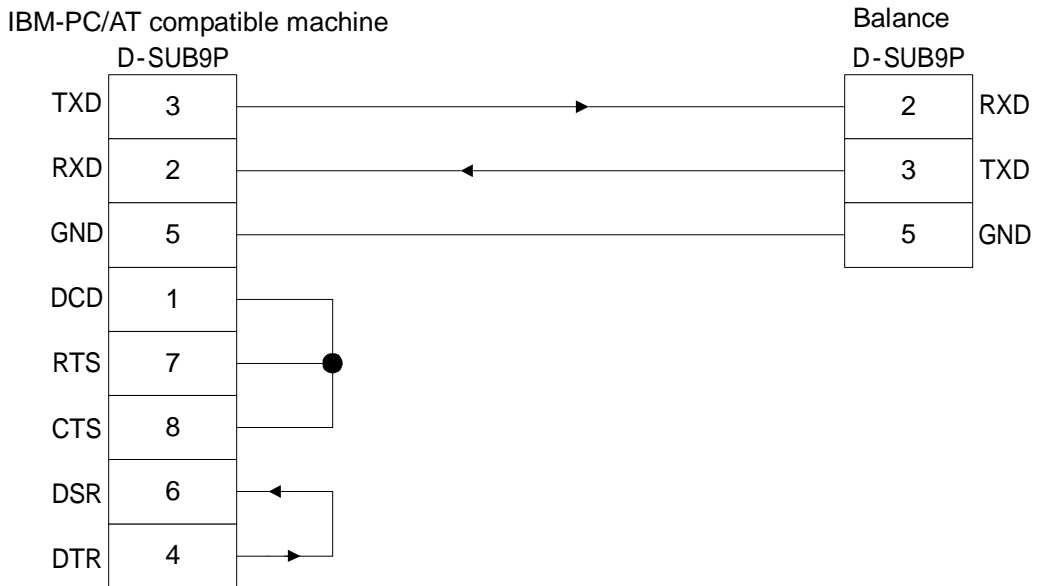 IBM-PC/AT compatible machine Balance
D-SUB9P D-SUB9P
TXD 3 2 RXD
RXD 2 3 TXD
GND 5 5 GND
DCD 1
RTS 7
CTS 8
DSR 6
DTR 4